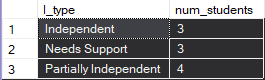 l_type num_students
1 Independent 3
2 Needs Support 3
3 Partially Independent 4